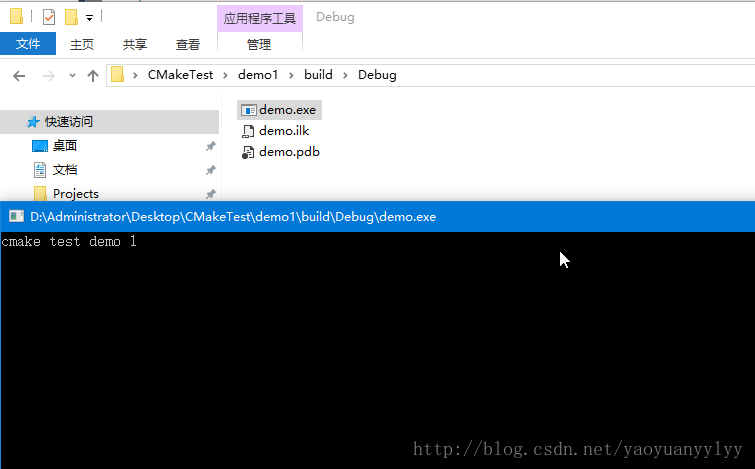 应用程序工具 Debug
文件 主页 共享 查看 管理
CMakeTest demo1 build Debug
快速访问
桌面
文档
Projects
demo.exe
demo.ilk
demo.pdb
D:\Administrator\Desktop\CMakeTest\demo1\build\Debug\demo.exe
cmake test demo 1
http://blog.csdn.net/yaoyuanyylyy